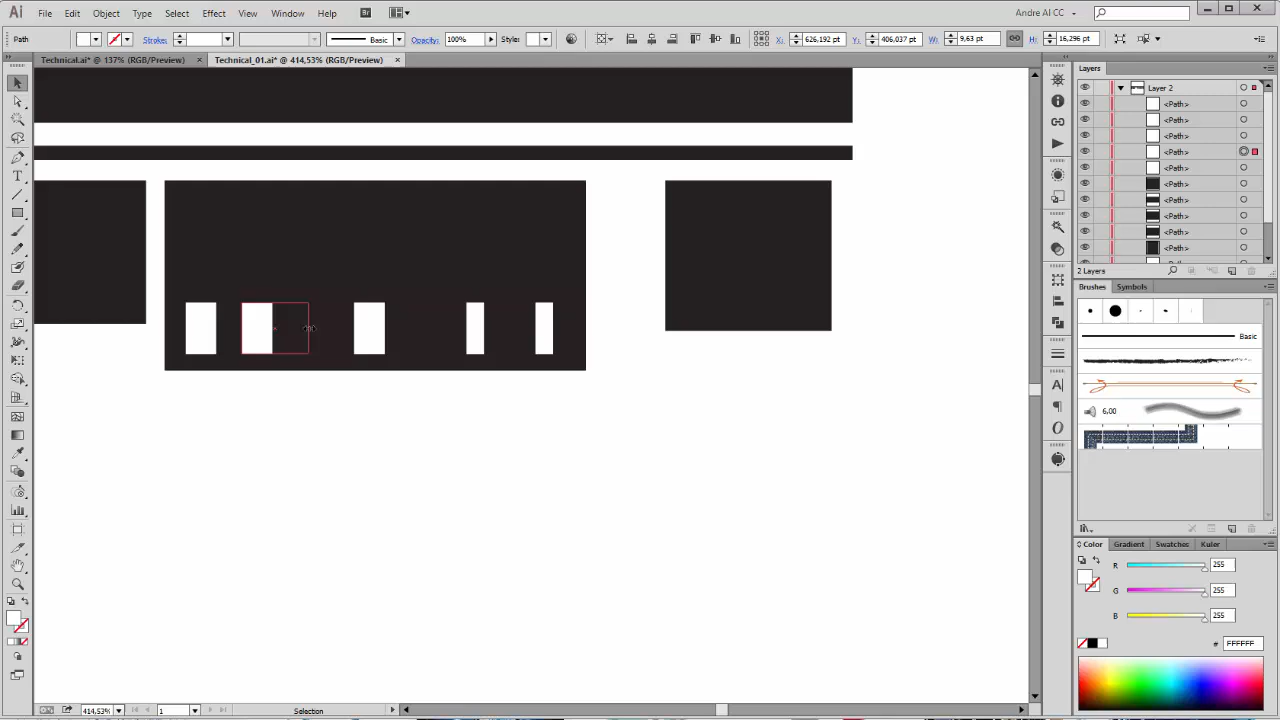 Ai File Edit Object Type Select Effect View Window Help Br Andre AI CC
Path Strokes: Basic Opacity: 100% Style: X: 626,192 pt Y: 406,037 pt W: 9,63 pt H: 16,296 pt
Technical.ai* @ 137% (RGB/Preview) × Technical_01.ai* @ 414,53% (RGB/Preview) ×
Layers
Layer 2
<Path>
<Path>
<Path>
<Path>
<Path>
<Path>
<Path>
<Path>
<Path>
<Path>
2 Layers
Brushes Symbols
Basic
6,00
Color Gradient Swatches Kuler
R 255
G 255
B 255
# FFFFFF
414,53% 1 Selection